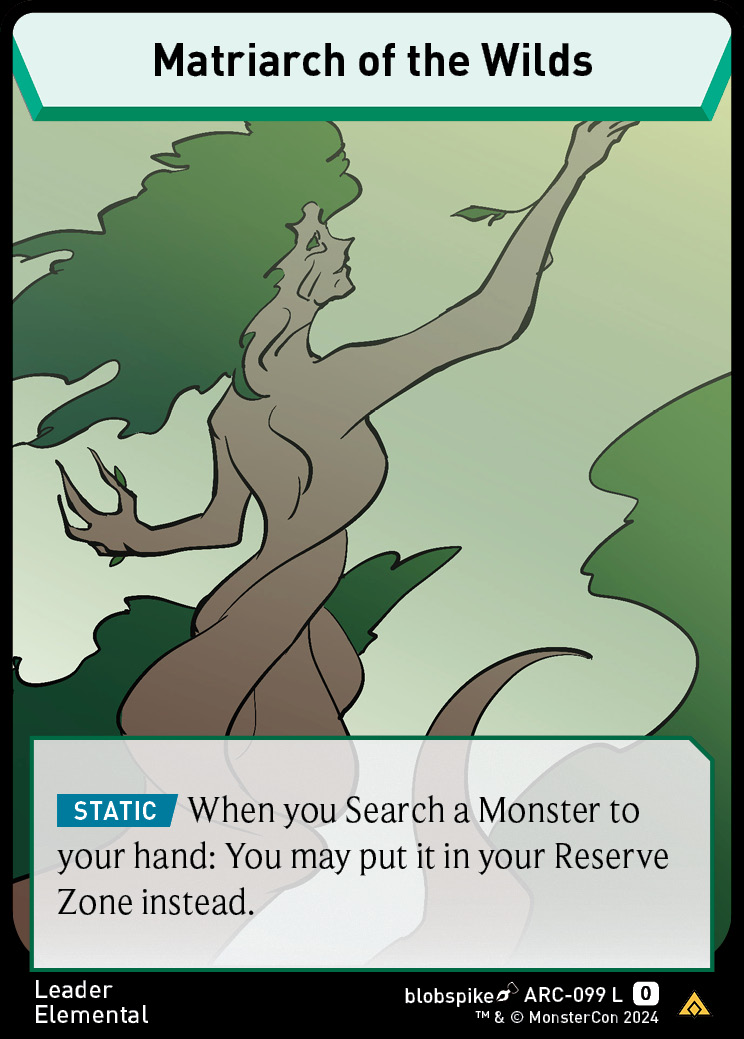 Matriarch of the Wilds
STATIC When you Search a Monster to
your hand: You may put it in your Reserve
Zone instead.
Leader
Elemental
blobspike ARC-099 L 0
™ & © MonsterCon 2024